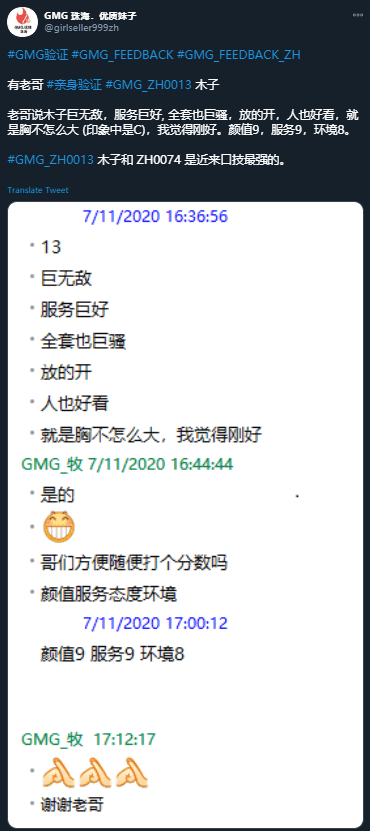 GMG 珠海．优质妹子
@girlseller999zh
#GMG验证 #GMG_FEEDBACK #GMG_FEEDBACK_ZH
有老哥 #亲身验证 #GMG_ZH0013 木子
老哥说木子巨无敌，服务巨好, 全套也巨骚，放的开，人也好看，就
是胸不怎么大 (印象中是C)，我觉得刚好。颜值9，服务9，环境8。
#GMG_ZH0013 木子和 ZH0074 是近来口技最强的。
Translate Tweet
7/11/2020 16:36:56
13
巨无敌
服务巨好
全套也巨骚
放的开
人也好看
就是胸不怎么大，我觉得刚好
GMG_牧 7/11/2020 16:44:44
是的
哥们方便随便打个分数吗
颜值服务态度环境
7/11/2020 17:00:12
颜值9 服务9 环境8
GMG_牧 17:12:17
谢谢老哥